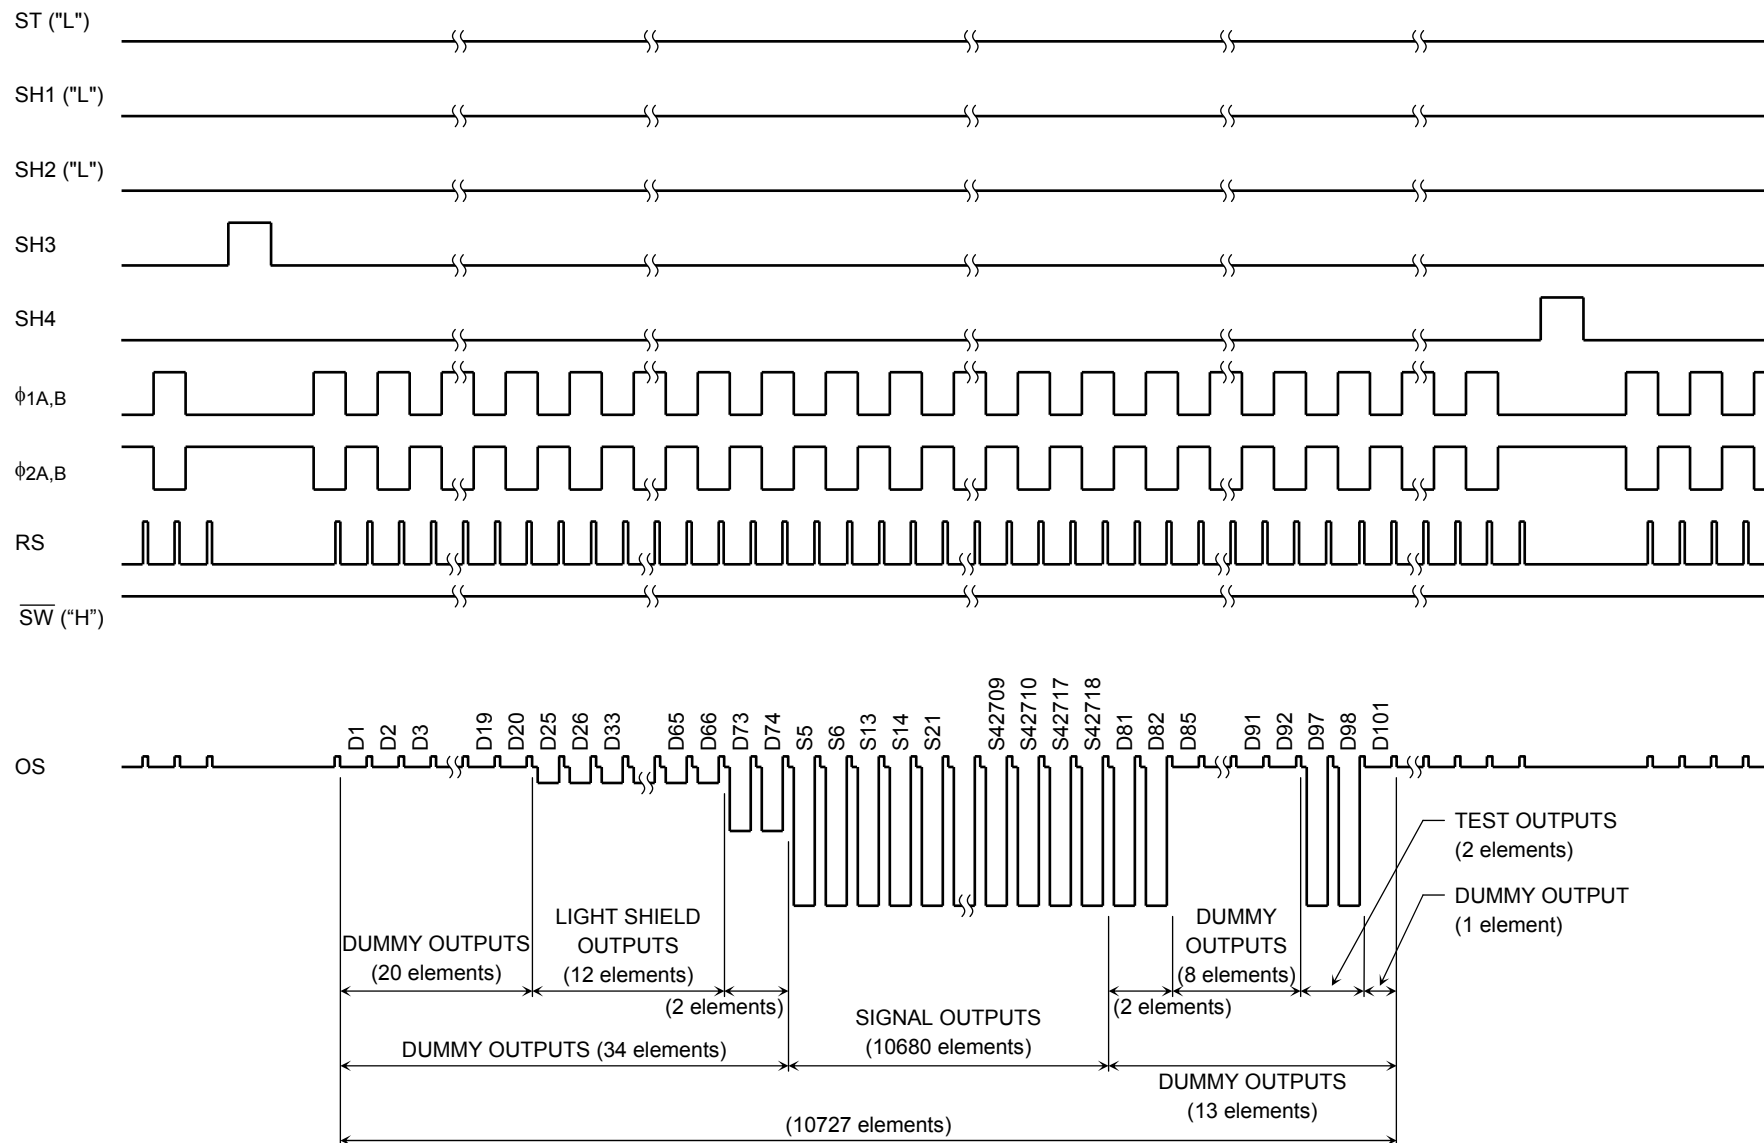 ST ("L")
SH1 ("L")
SH2 ("L")
SH3
SH4
ϕ1A,B
ϕ2A,B
RS
S̅W̅ (“H”)
OS
D1
D2
D3
D19
D20
D25
D26
D33
D65
D66
D73
D74
S5
S6
S13
S14
S21
S42709
S42710
S42717
S42718
D81
D82
D85
D91
D92
D97
D98
D101
TEST OUTPUTS
(2 elements)
DUMMY OUTPUT
(1 element)
DUMMY OUTPUTS
(20 elements)
LIGHT SHIELD
OUTPUTS
(12 elements)
(2 elements)
SIGNAL OUTPUTS
(10680 elements)
(2 elements)
DUMMY
OUTPUTS
(8 elements)
DUMMY OUTPUTS (34 elements)
DUMMY OUTPUTS
(13 elements)
(10727 elements)